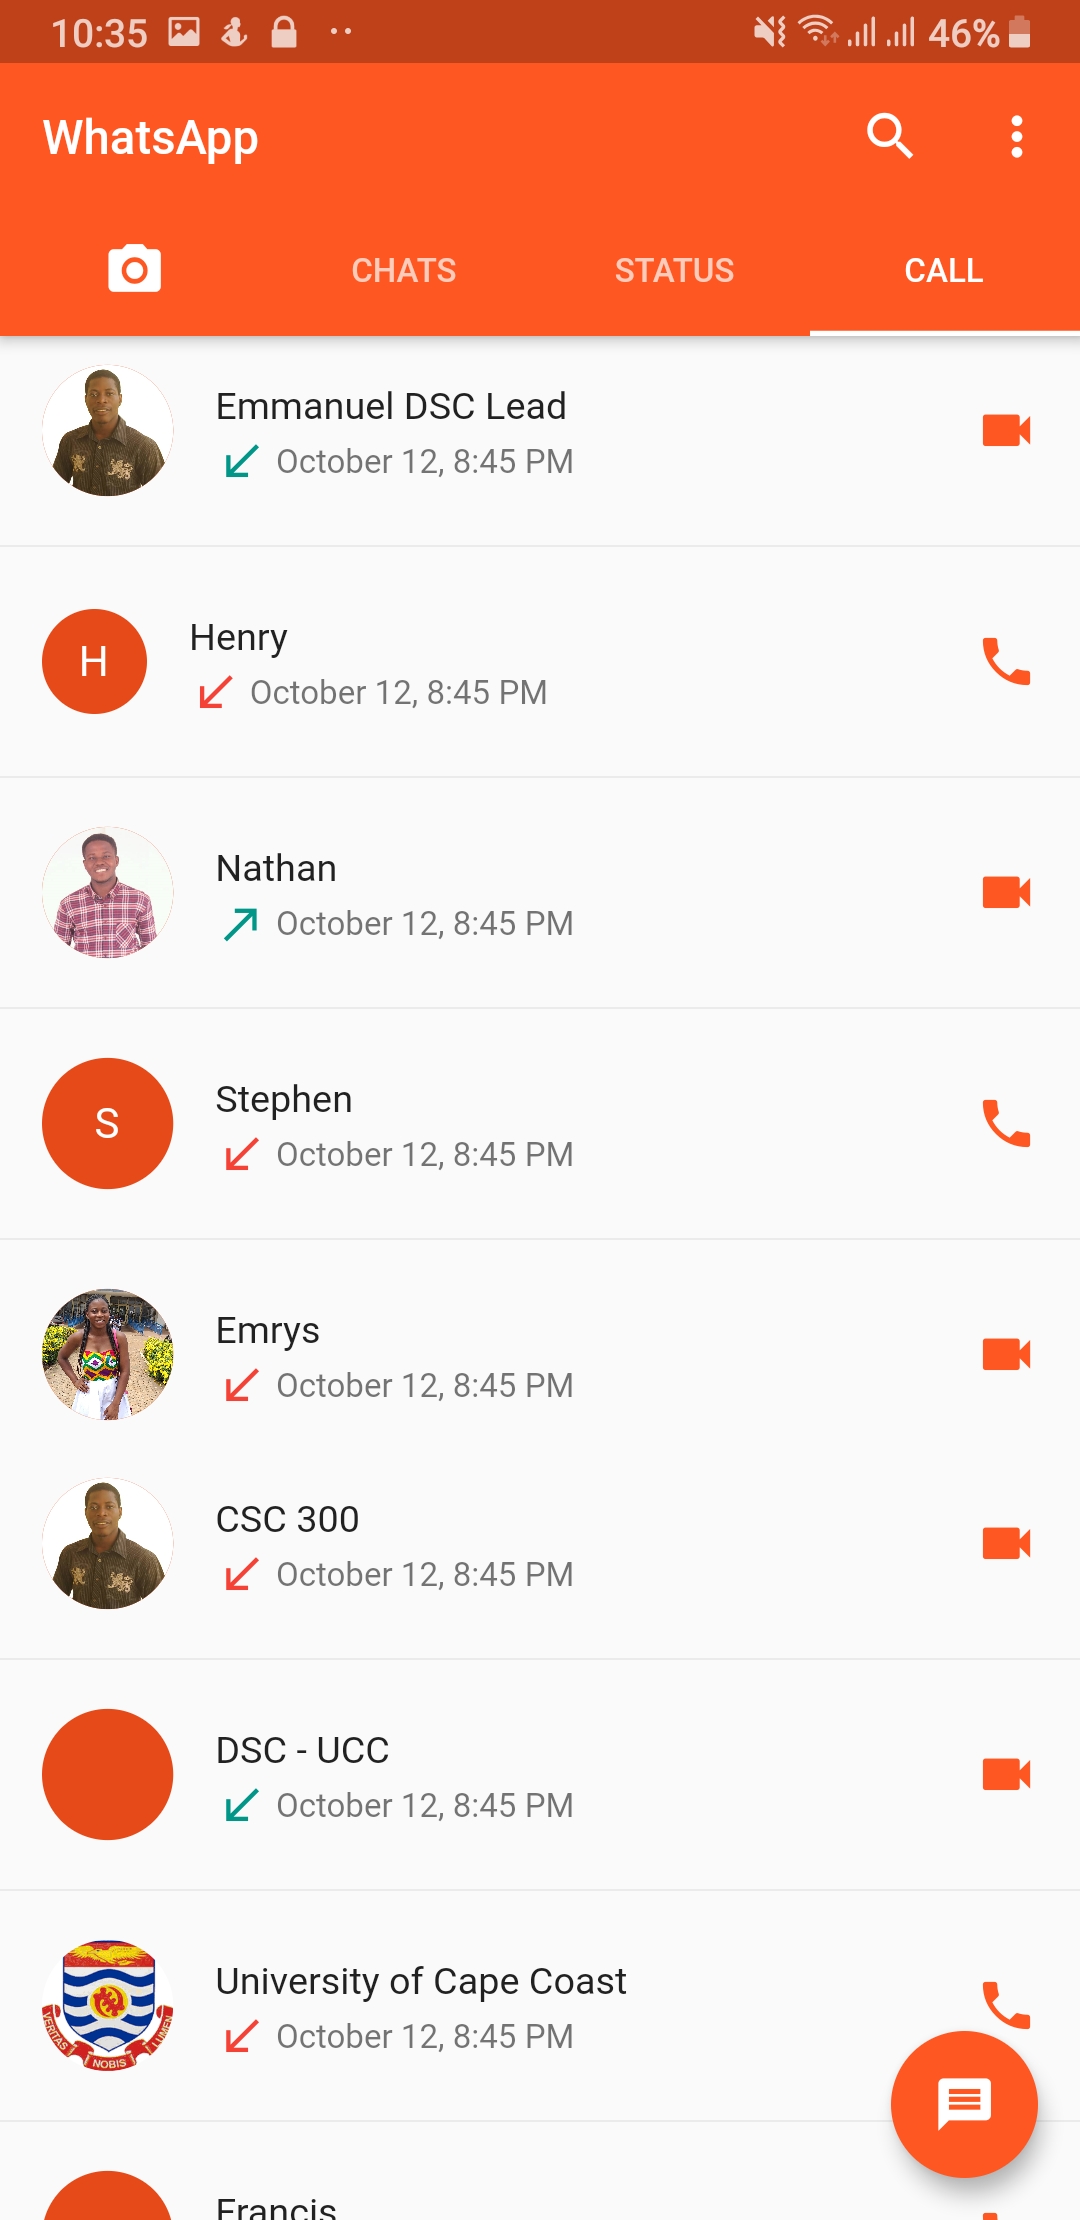 10:35
46%
WhatsApp
CHATS STATUS CALL
Emmanuel DSC Lead
October 12, 8:45 PM
H
Henry
October 12, 8:45 PM
Nathan
October 12, 8:45 PM
S
Stephen
October 12, 8:45 PM
Emrys
October 12, 8:45 PM
CSC 300
October 12, 8:45 PM
DSC - UCC
October 12, 8:45 PM
VERITAS NOBIS LUMEN
University of Cape Coast
October 12, 8:45 PM
Francis